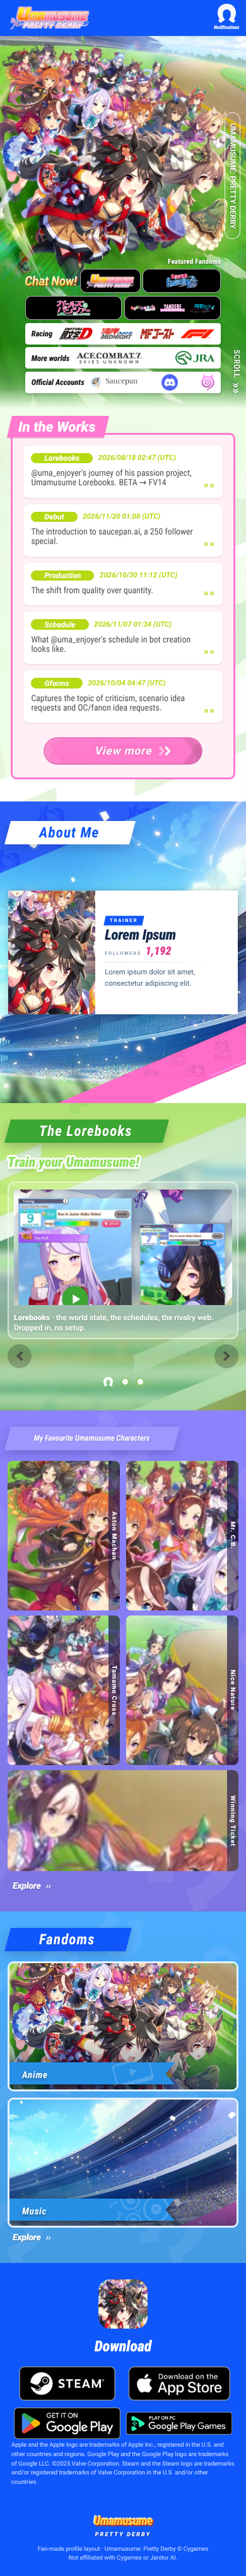 Umamusume
PRETTY DERBY
Notifications
UMAMUSUME: PRETTY DERBY
Featured Fandoms
Chat Now!
Racing
MFゴースト
F1
More worlds
ACE COMBAT 7
SKIES UNKNOWN
JRA
Official Accounts
Saucepan
SCROLL »
In the Works
Lorebooks 2026/08/18 02:47 (UTC)
@uma_enjoyer's journey of his passion project,
Umamusume Lorebooks. BETA → FV14
Debut 2026/11/20 01:00 (UTC)
The introduction to saucepan.ai, a 250 follower
special.
Production 2026/10/20 11:12 (UTC)
The shift from quality over quantity.
Schedule 2026/11/07 01:34 (UTC)
What @uma_enjoyer's schedule in bot creation
looks like.
Gforms 2026/10/04 04:47 (UTC)
Captures the topic of criticism, scenario idea
requests and OC/fanon idea requests.
View more
About Me
TRAINER
Lorem Ipsum
FOLLOWERS 1,192
Lorem ipsum dolor sit amet,
consectetur adipiscing elit.
The Lorebooks
Train your Umamusume!
Lorebooks - the world state, the schedules, the rivalry web.
Dropped in, no setup.
My Favourite Umamusume Characters
Aston Machan
Mr. C.B.
Tamamo Cross
Nice Nature
Winning Ticket
Explore ››
Fandoms
Anime
Music
Explore ››
Download
STEAM
Download on the
App Store
GET IT ON
Google Play
PLAY ON PC
Google Play Games
Apple and the Apple logo are trademarks of Apple Inc., registered in the U.S. and
other countries and regions. Google Play and the Google Play logo are trademarks
of Google LLC. ©2025 Valve Corporation. Steam and the Steam logo are trademarks
and/or registered trademarks of Valve Corporation in the U.S. and/or other
countries.
Umamusume
PRETTY DERBY
Fan-made profile layout · Umamusume: Pretty Derby © Cygames
Not affiliated with Cygames or Janitor AI.